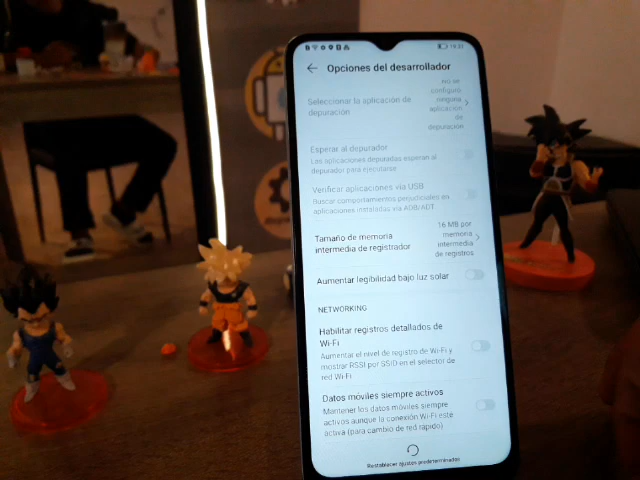 Opciones del desarrollador
Seleccionar la aplicación de
depuración
No se
configuró
ninguna
aplicación
de
depuración
Esperar al depurador
Las aplicaciones depuradas esperan al
depurador para ejecutarse
Verificar aplicaciones vía USB
Buscar comportamientos perjudiciales en
aplicaciones instaladas vía ADB/ADT
Tamaño de memoria
intermedia de registrador
16 MB por
memoria
intermedia
de registros
Aumentar legibilidad bajo luz solar
NETWORKING
Habilitar registros detallados de
Wi-Fi
Aumentar el nivel de registro de Wi-Fi y
mostrar RSSI por SSID en el selector de
red Wi-Fi
Datos móviles siempre activos
Mantener los datos móviles siempre
activos aunque la conexión Wi-Fi esté
activa (para cambio de red rápido)
Restablecer ajustes predeterminados